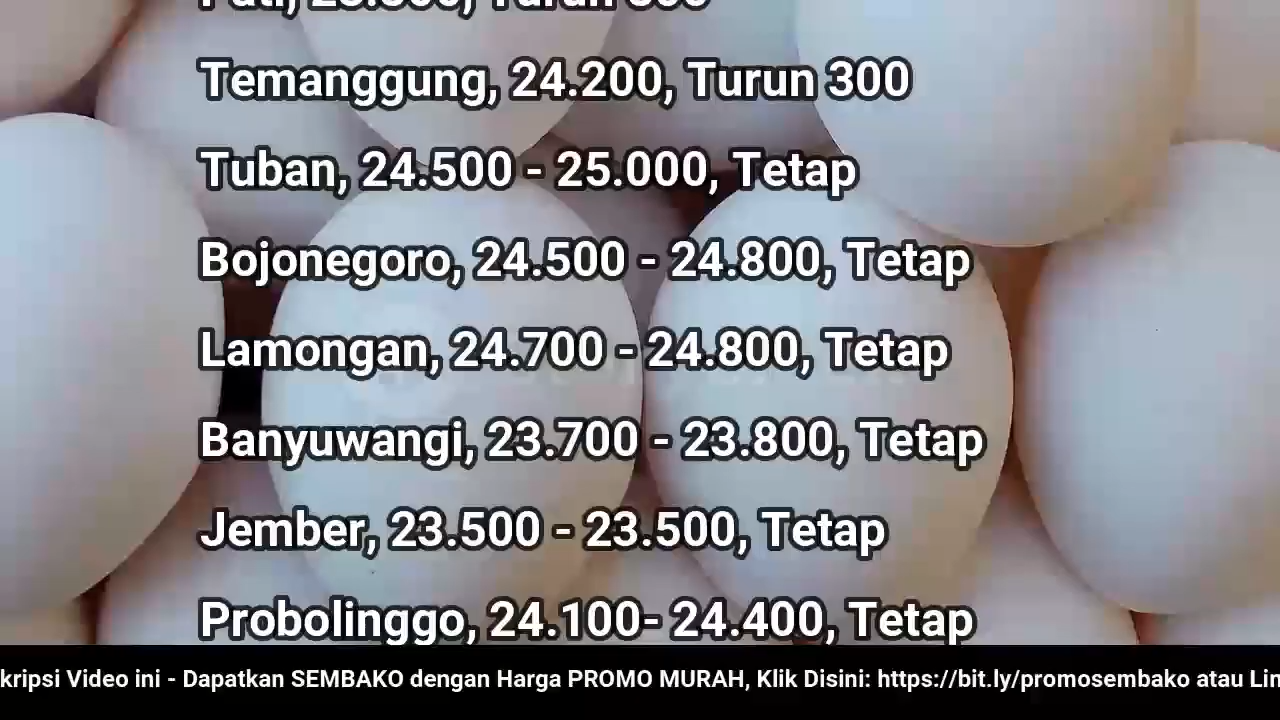 Temanggung, 24.200, Turun 300
Tuban, 24.500 - 25.000, Tetap
Bojonegoro, 24.500 - 24.800, Tetap
Lamongan, 24.700 - 24.800, Tetap
Banyuwangi, 23.700 - 23.800, Tetap
Jember, 23.500 - 23.500, Tetap
Probolinggo, 24.100- 24.400, Tetap
kripsi Video ini - Dapatkan SEMBAKO dengan Harga PROMO MURAH, Klik Disini: https://bit.ly/promosembako atau Lin